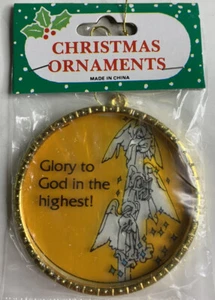 CHRISTMAS
ORNAMENTS
MADE IN CHINA
Glory to
God in the
highest!